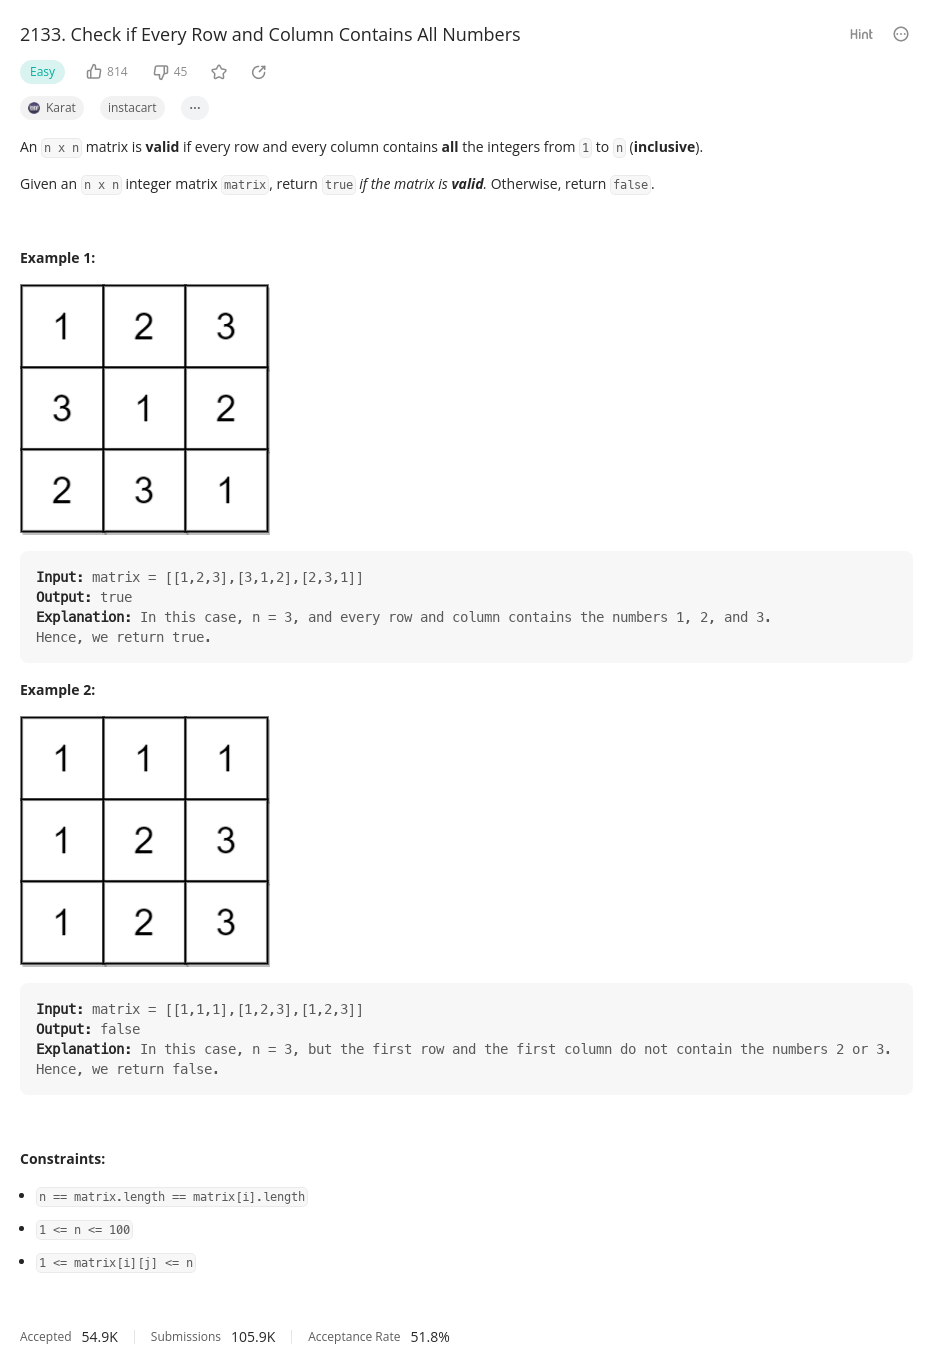 2133. Check if Every Row and Column Contains All Numbers Hint
Easy 814 45
Karat instacart ...
An n x n matrix is valid if every row and every column contains all the integers from 1 to n (inclusive).
Given an n x n integer matrix matrix, return true if the matrix is valid. Otherwise, return false.
Example 1:
1 2 3
3 1 2
2 3 1
Input: matrix = [[1,2,3],[3,1,2],[2,3,1]]
Output: true
Explanation: In this case, n = 3, and every row and column contains the numbers 1, 2, and 3.
Hence, we return true.
Example 2:
1 1 1
1 2 3
1 2 3
Input: matrix = [[1,1,1],[1,2,3],[1,2,3]]
Output: false
Explanation: In this case, n = 3, but the first row and the first column do not contain the numbers 2 or 3.
Hence, we return false.
Constraints:
n == matrix.length == matrix[i].length
1 <= n <= 100
1 <= matrix[i][j] <= n
Accepted 54.9K Submissions 105.9K Acceptance Rate 51.8%